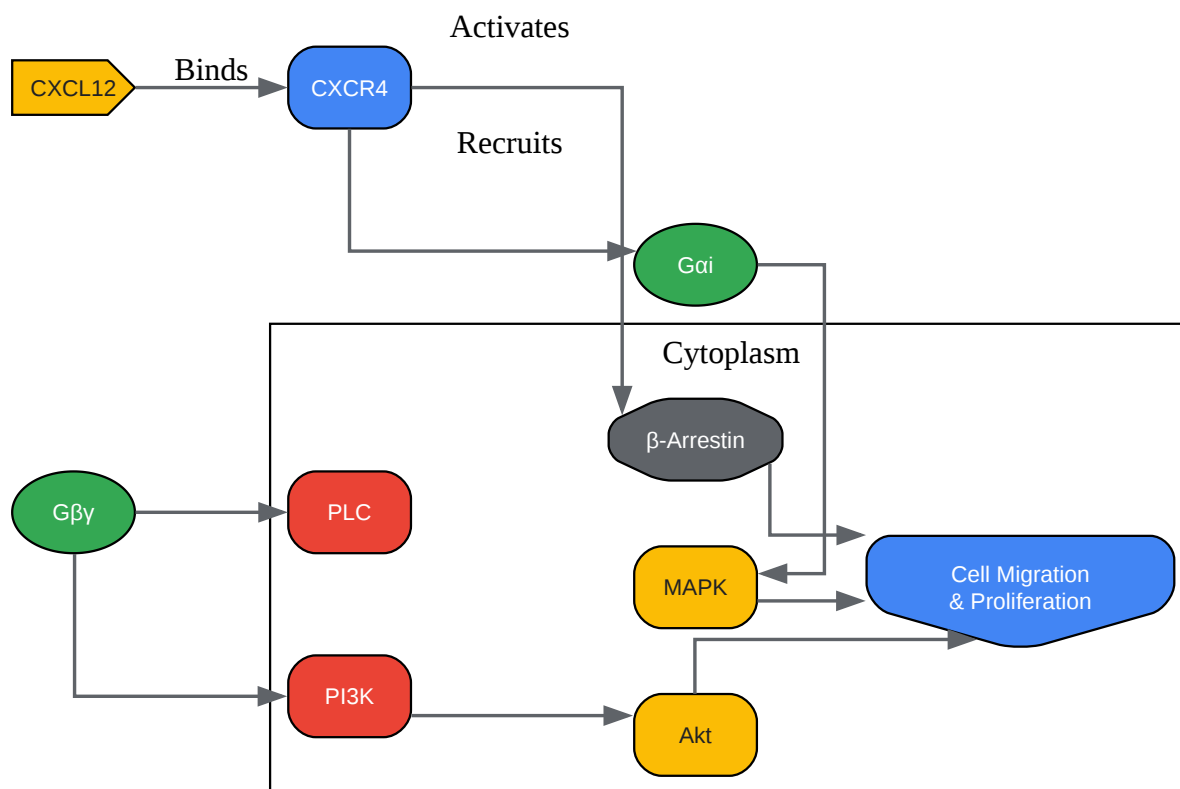 Activates
CXCL12
Binds
CXCR4
Recruits
Gαi
Cytoplasm
β-Arrestin
Gβγ
PLC
MAPK
Cell Migration
& Proliferation
PI3K
Akt